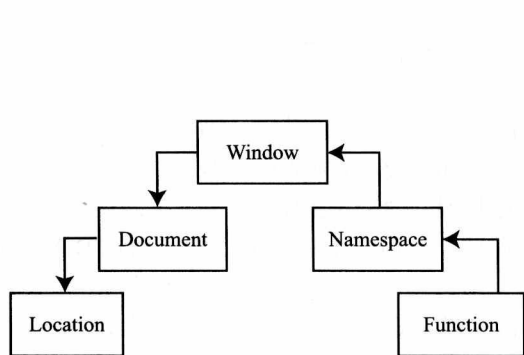 Window
Document
Namespace
Location
Function